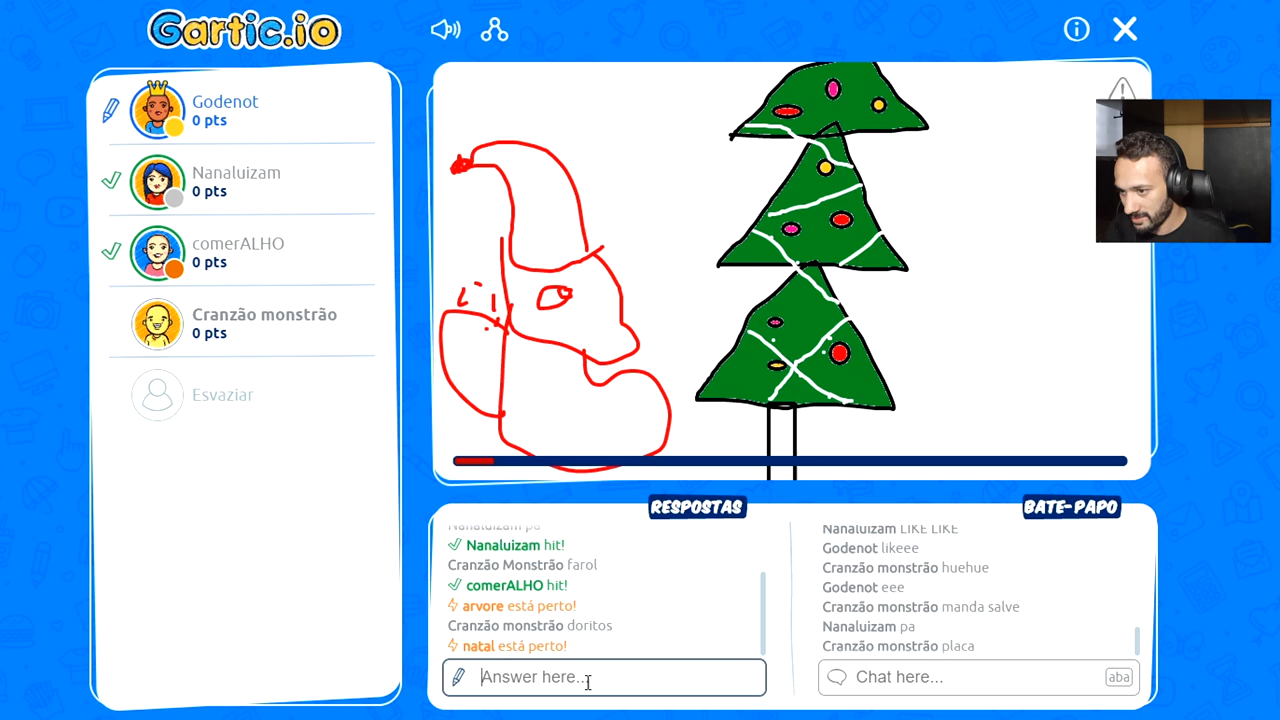 Gartic.io
Godenot
0 pts
Nanaluizam
0 pts
comerALHO
0 pts
Cranzão monstrão
0 pts
Esvaziar
RESPOSTAS
Nanaluizam pa
Nanaluizam hit!
Cranzão Monstrão farol
comerALHO hit!
arvore está perto!
Cranzão monstrão doritos
natal está perto!
Answer here...
BATE-PAPO
Nanaluizam LIKE LIKE
Godenot likeee
Cranzão monstrão huehue
Godenot eee
Cranzão monstrão manda salve
Nanaluizam pa
Cranzão monstrão placa
Chat here...
aba